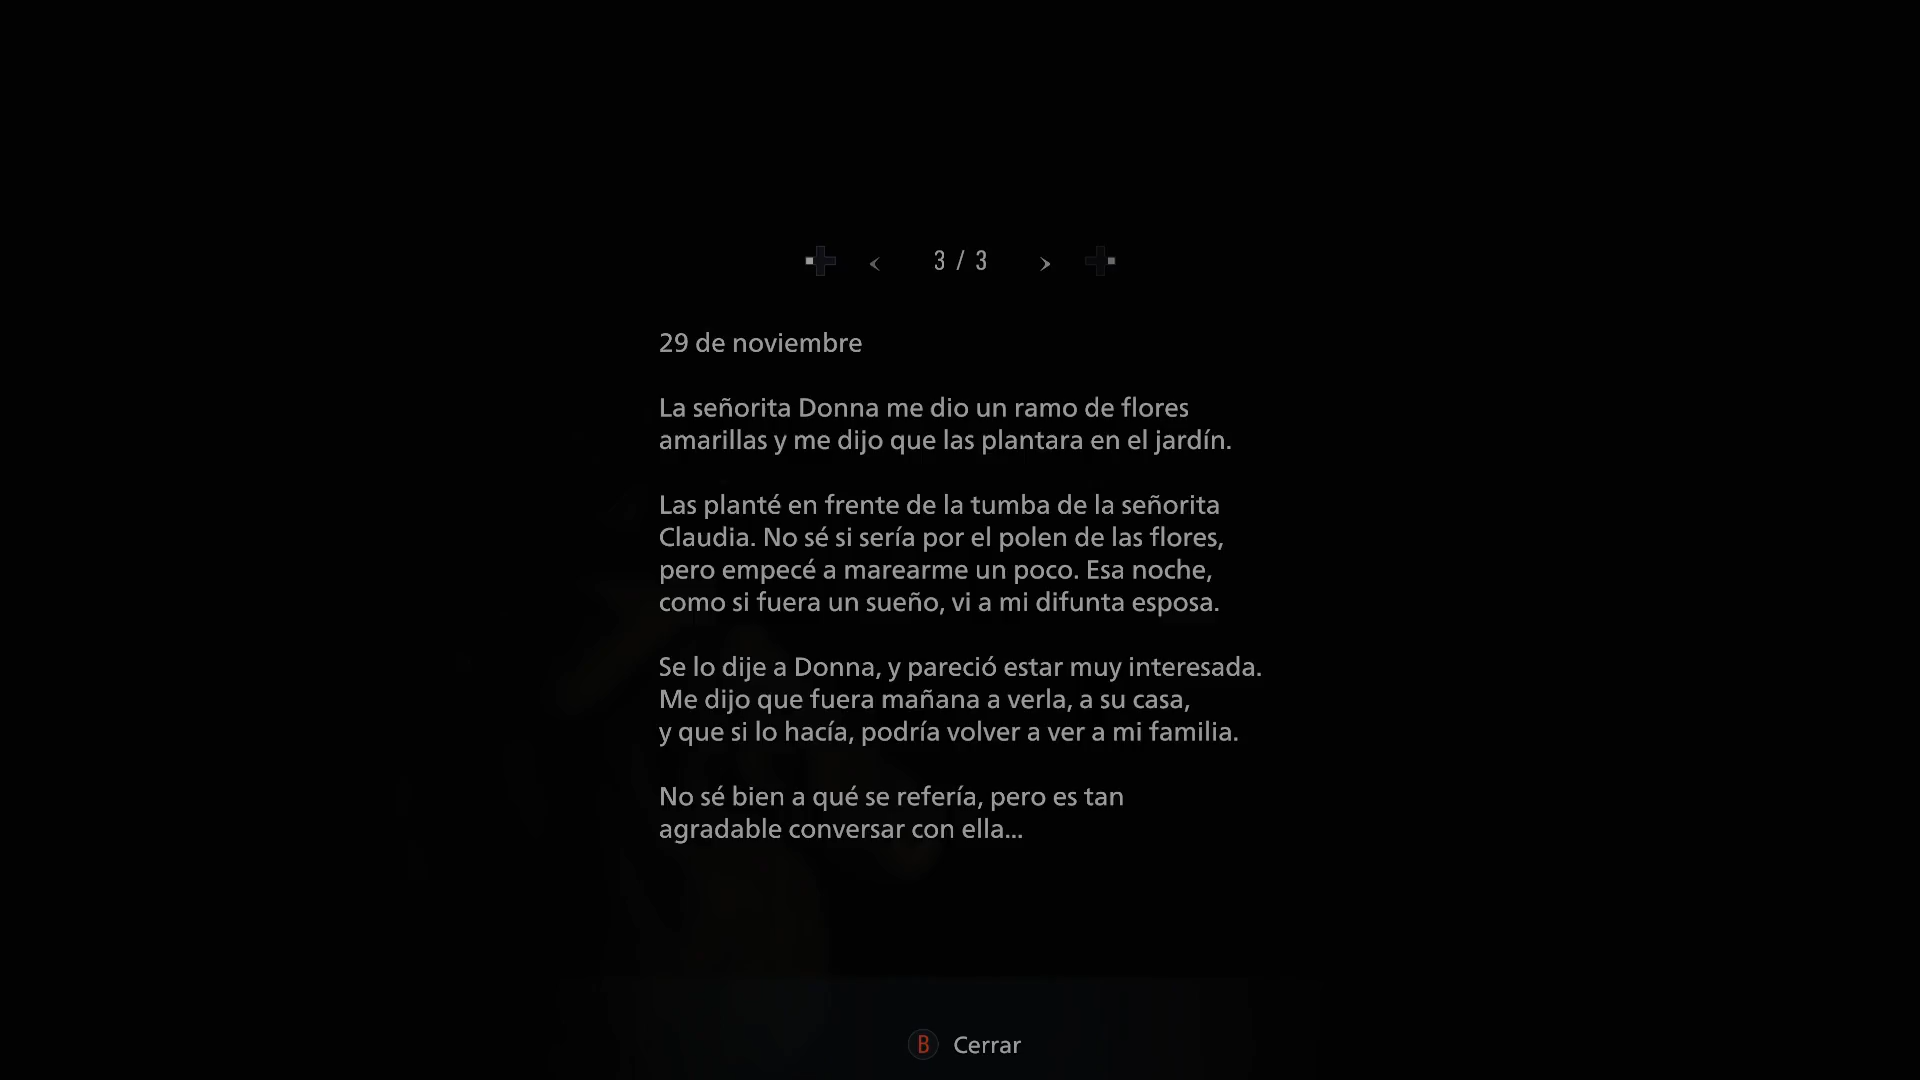 3 / 3
29 de noviembre
La señorita Donna me dio un ramo de flores
amarillas y me dijo que las plantara en el jardín.
Las planté en frente de la tumba de la señorita
Claudia. No sé si sería por el polen de las flores,
pero empecé a marearme un poco. Esa noche,
como si fuera un sueño, vi a mi difunta esposa.
Se lo dije a Donna, y pareció estar muy interesada.
Me dijo que fuera mañana a verla, a su casa,
y que si lo hacía, podría volver a ver a mi familia.
No sé bien a qué se refería, pero es tan
agradable conversar con ella...
B Cerrar